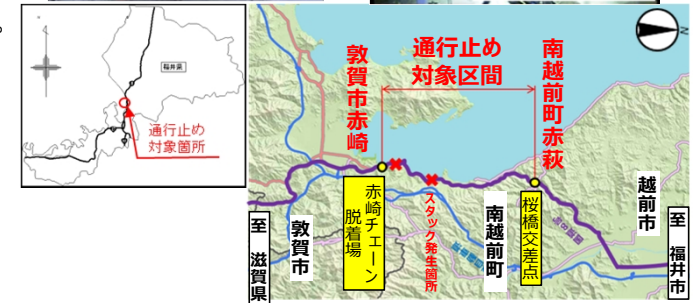 福井県
通行止め
対象箇所
通行止め
対象区間
敦賀市赤崎
南越前町赤萩
赤崎チェーン
脱着場
スタック発生箇所
桜橋交差点
敦賀市
南越前町
越前市
至 滋賀県
至 福井市